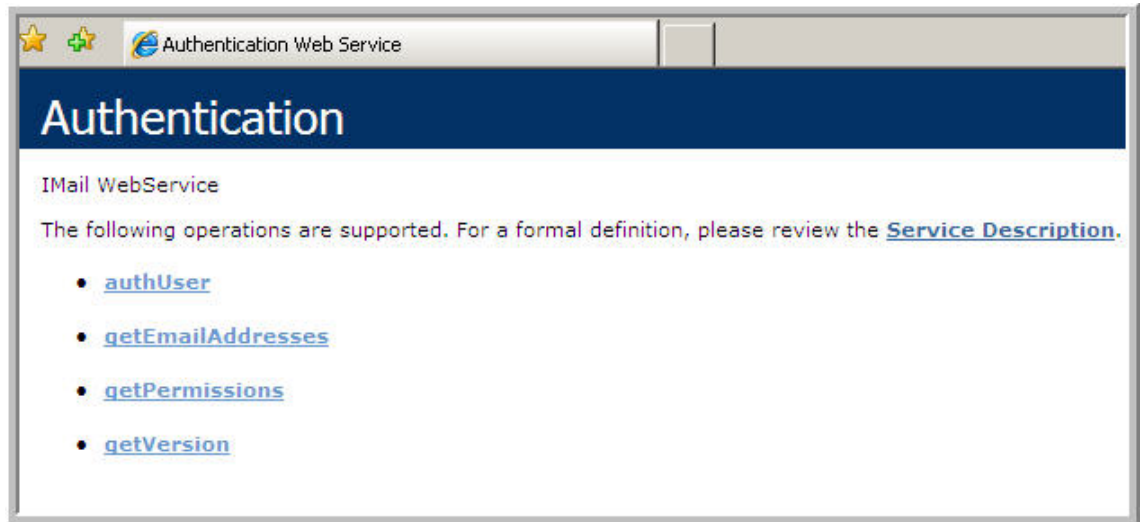 Authentication Web Service
Authentication
IMail WebService
The following operations are supported. For a formal definition, please review the Service Description.
authUser
getEmailAddresses
getPermissions
getVersion